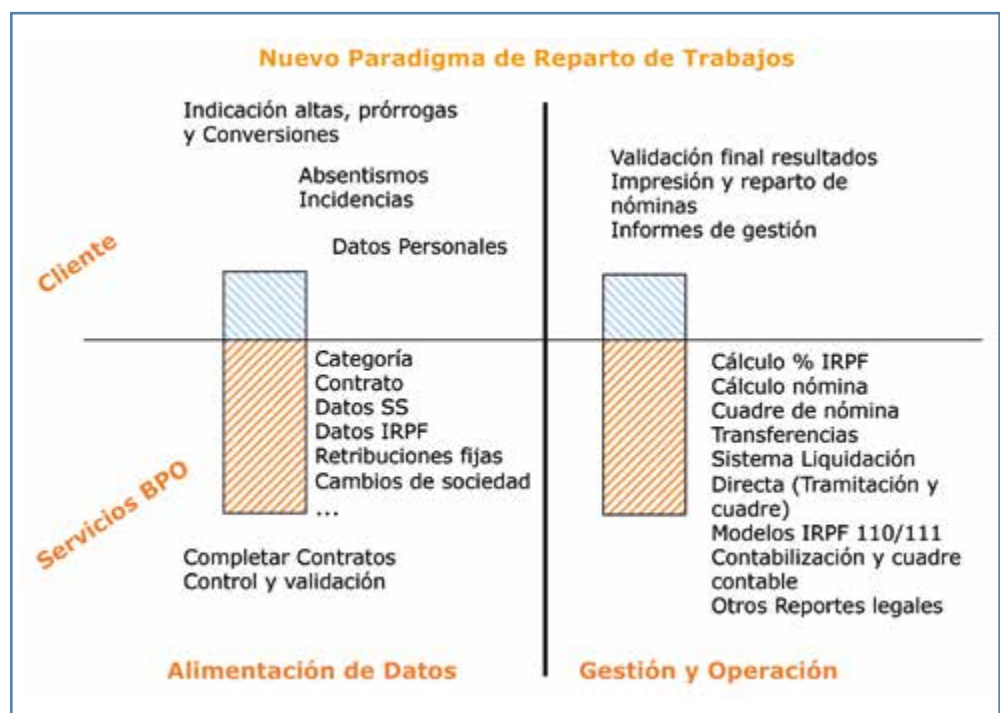 Nuevo Paradigma de Reparto de Trabajos
Indicación altas, prórrogas
y Conversiones
Absentismos
Incidencias
Datos Personales
Validación final resultados
Impresión y reparto de
nóminas
Informes de gestión
Cliente
Categoría
Contrato
Datos SS
Datos IRPF
Retribuciones fijas
Cambios de sociedad
...
Completar Contratos
Control y validación
Cálculo % IRPF
Cálculo nómina
Cuadre de nómina
Transferencias
Sistema Liquidación
Directa (Tramitación y
cuadre)
Modelos IRPF 110/111
Contabilización y cuadre
contable
Otros Reportes legales
Servicios BPO
Alimentación de Datos
Gestión y Operación